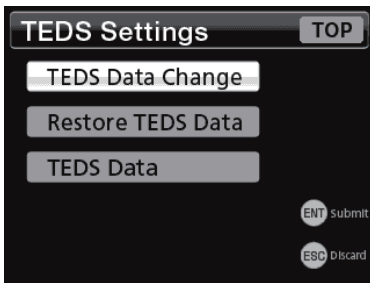 TEDS Settings TOP
TEDS Data Change
Restore TEDS Data
TEDS Data
ENT Submit
ESC Discard